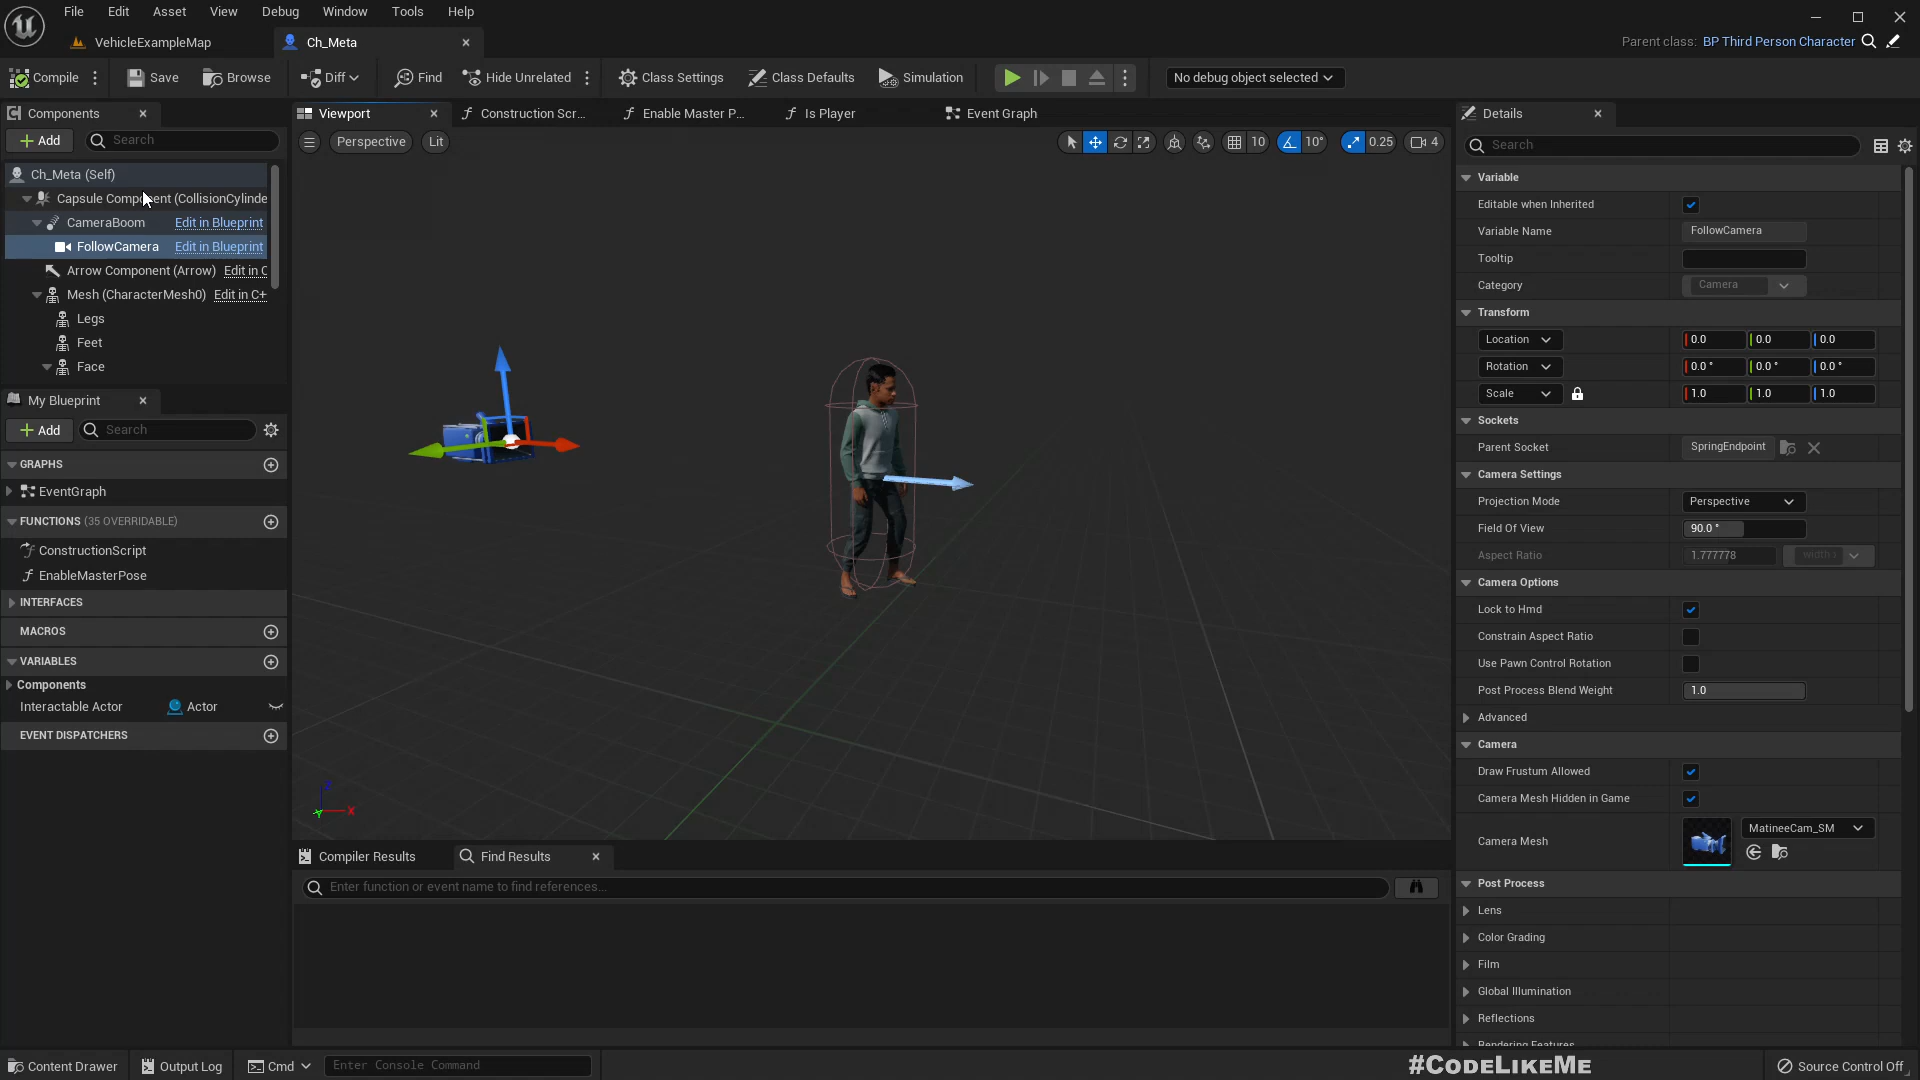 File Edit Asset View Debug Window Tools Help
VehicleExampleMap
Ch_Meta
Parent class: BP Third Person Character
Compile
Save
Browse
Diff
Find
Hide Unrelated
Class Settings
Class Defaults
Simulation
No debug object selected
Components
Add
Search
Ch_Meta (Self)
Capsule Component (CollisionCylinde
CameraBoom Edit in Blueprint
FollowCamera Edit in Blueprint
Arrow Component (Arrow) Edit in C
Mesh (CharacterMesh0) Edit in C+
Legs
Feet
Face
My Blueprint
Add
Search
GRAPHS
EventGraph
FUNCTIONS (35 OVERRIDABLE)
ConstructionScript
EnableMasterPose
INTERFACES
MACROS
VARIABLES
Components
Interactable Actor Actor
EVENT DISPATCHERS
Viewport
Construction Scr...
Enable Master P...
Is Player
Event Graph
Perspective
Lit
10
10°
0.25
4
X
Compiler Results
Find Results
Enter function or event name to find references...
Details
Search
Variable
Editable when Inherited
Variable Name FollowCamera
Tooltip
Category Camera
Transform
Location 0.0 0.0 0.0
Rotation 0.0 ° 0.0 ° 0.0 °
Scale 1.0 1.0 1.0
Sockets
Parent Socket SpringEndpoint
Camera Settings
Projection Mode Perspective
Field Of View 90.0 °
Aspect Ratio 1.777778
Camera Options
Lock to Hmd
Constrain Aspect Ratio
Use Pawn Control Rotation
Post Process Blend Weight 1.0
Advanced
Camera
Draw Frustum Allowed
Camera Mesh Hidden in Game
Camera Mesh MatineeCam_SM
Post Process
Lens
Color Grading
Film
Global Illumination
Reflections
Rendering Features
Content Drawer
Output Log
Cmd
Enter Console Command
#CodeLikeMe
Source Control Off